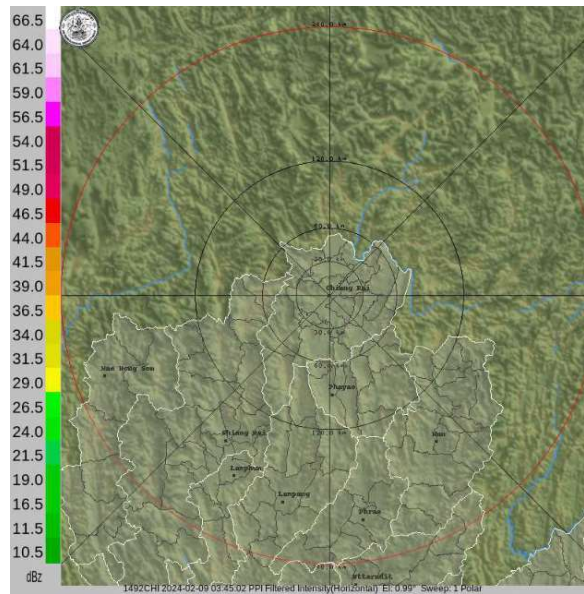 66.5
64.0
61.5
59.0
56.5
54.0
51.5
49.0
46.5
44.0
41.5
39.0
36.5
34.0
31.5
29.0
26.5
24.0
21.5
19.0
16.5
11.5
10.5
dBz
120.0 km
Chiang Rai
Mae Hong Son
Phayao
Nan
Lamphun
Lampang
Phrae
Uttaradit
1492CHI 2024-02-09 03:45:02 PPI Filtered Intensity(Horizontal) El: 0.99° Sweep: 1 Polar